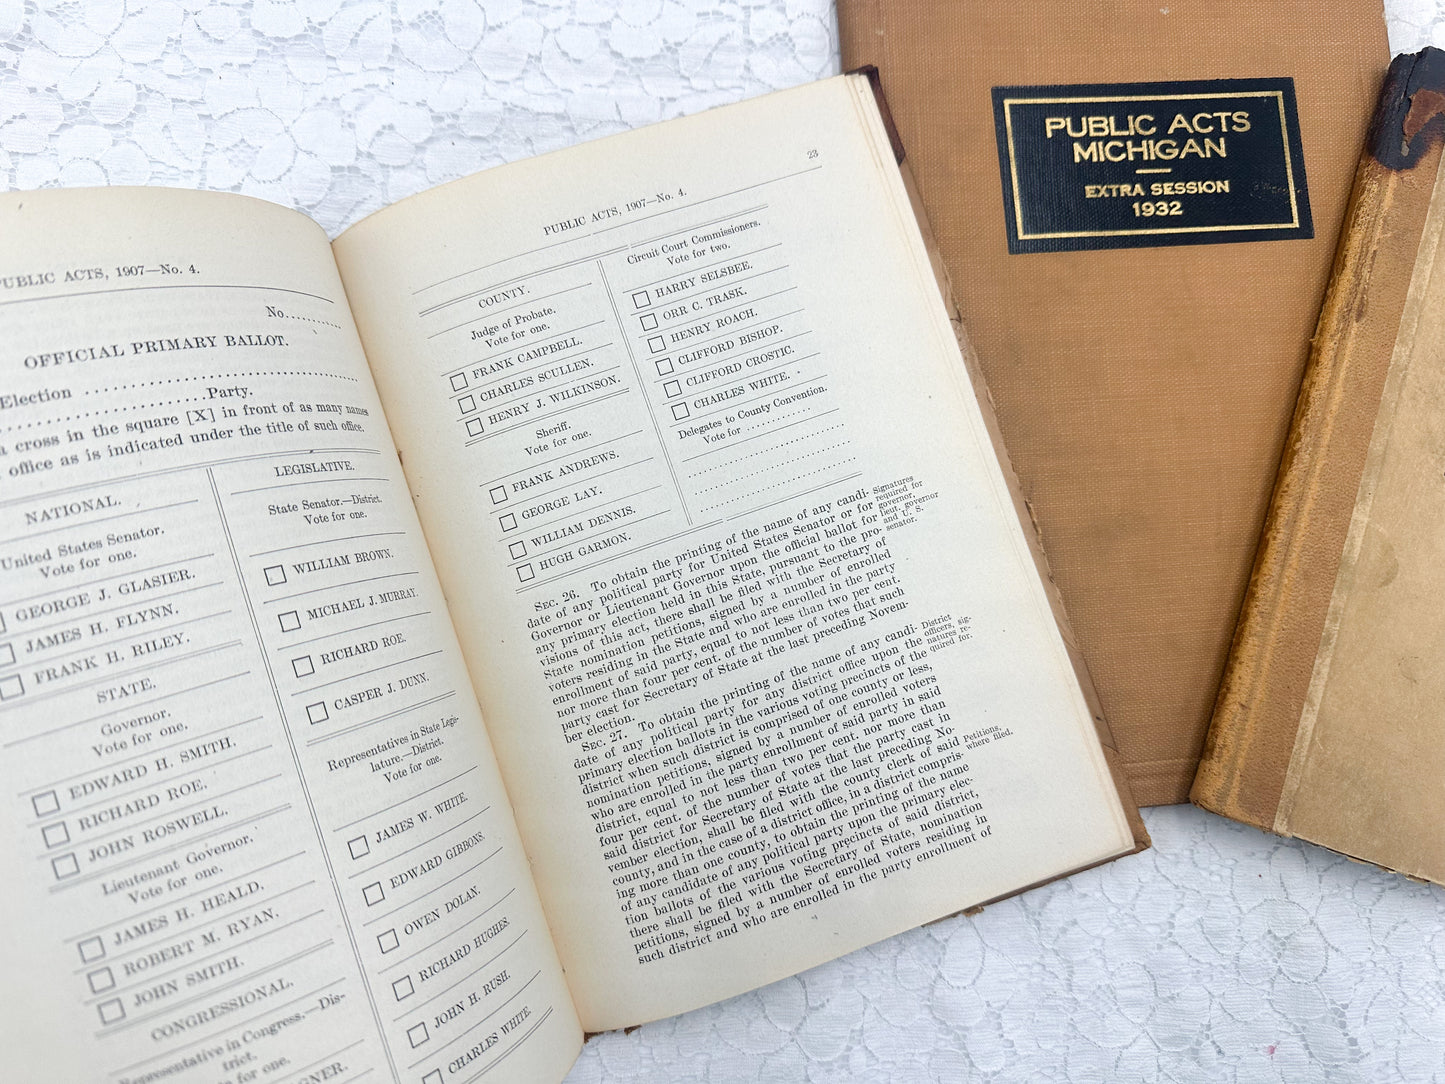 PUBLIC ACTS, 1907—No. 4.
No...........
OFFICIAL PRIMARY BALLOT.
Election ........................................
........................Party.
a cross in the square [X] in front of as many names
office as is indicated under the title of such office.
NATIONAL.
United States Senator.
Vote for one.
GEORGE J. GLASIER.
JAMES H. FLYNN.
FRANK H. RILEY.
STATE.
Governor.
Vote for one.
EDWARD H. SMITH.
RICHARD ROE.
JOHN ROSWELL.
Lieutenant Governor.
Vote for one.
JAMES H. HEALD.
ROBERT M. RYAN.
JOHN SMITH.
CONGRESSIONAL.
Representative in Congress.—Dis-
trict.
Vote for one.
LEGISLATIVE.
State Senator.—District.
Vote for one.
WILLIAM BROWN.
MICHAEL J. MURRAY.
RICHARD ROE.
CASPER J. DUNN.
Representatives in State Legis-
lature.—District.
Vote for one.
JAMES W. WHITE.
EDWARD GIBBONS.
OWEN DOLAN.
RICHARD HUGHES.
JOHN H. RUSH.
CHARLES WHITE.
PUBLIC ACTS, 1907—No. 4.
23
COUNTY.
Judge of Probate.
Vote for one.
FRANK CAMPBELL.
CHARLES SCULLEN.
HENRY J. WILKINSON.
Sheriff.
Vote for one.
FRANK ANDREWS.
GEORGE LAY.
WILLIAM DENNIS.
HUGH GARMON.
Circuit Court Commissioners.
Vote for two.
HARRY SELSBEE.
ORR C. TRASK.
HENRY ROACH.
CLIFFORD BISHOP.
CLIFFORD CROSTIC.
CHARLES WHITE.
Delegates to County Convention.
Vote for ............
SEC. 26. To obtain the printing of the name of any candi-
date of any political party for United States Senator or for
Governor or Lieutenant Governor upon the official ballot for
any primary election held in this State, pursuant to the pro-
visions of this act, there shall be filed with the Secretary of
State nomination petitions, signed by a number of enrolled
voters residing in the State and who are enrolled in the party
enrollment of said party, equal to not less than two per cent.
nor more than four per cent. of the number of votes that such
party cast for Secretary of State at the last preceding Novem-
ber election.
Signatures
required for
governor,
lieut. governor
and U. S.
senator.
SEC. 27. To obtain the printing of the name of any candi-
date of any political party for any district office upon the
primary election ballots in the various voting precincts of the
district when such district is comprised of one county or less,
nomination petitions, signed by a number of enrolled voters
who are enrolled in the party enrollment of said party in said
district, equal to not less than two per cent. nor more than
four per cent. of the number of votes that the party cast in
said district for Secretary of State at the last preceding No-
vember election, shall be filed with the county clerk of said
county, and in the case of a district office, in a district compris-
ing more than one county, to obtain the printing of the name
of any candidate of any political party upon the primary elec-
tion ballots of the various voting precincts of said district,
there shall be filed with the Secretary of State, nomination
petitions, signed by a number of enrolled voters residing in
such district and who are enrolled in the party enrollment of
District
officers, sig-
natures re-
quired for.
Petitions,
where filed.
PUBLIC ACTS
MICHIGAN
EXTRA SESSION
1932